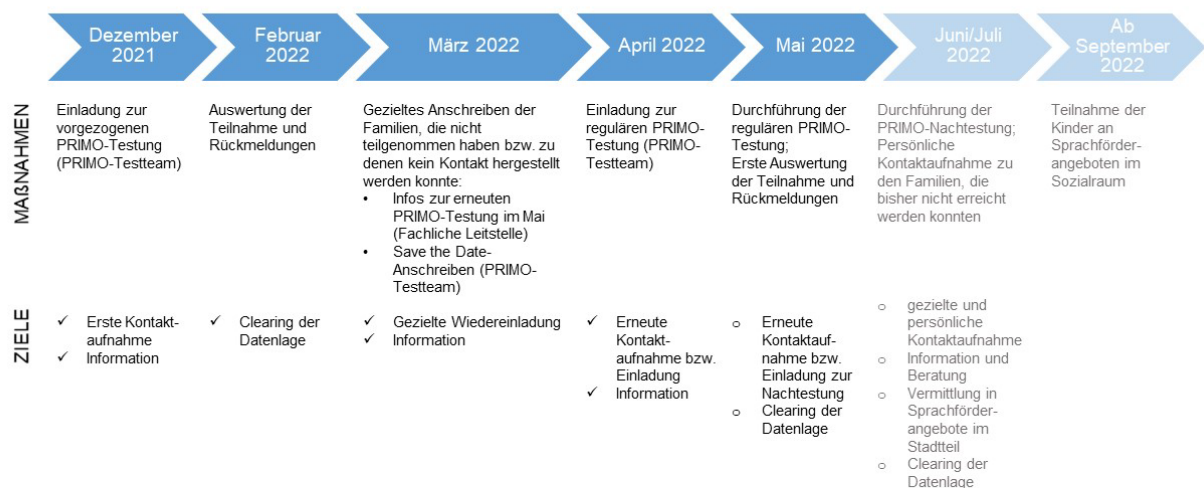 Dezember
2021
Februar
2022
März 2022
April 2022
Mai 2022
Juni/Juli
2022
Ab
September
2022
MAẞNAHMEN
Einladung zur
vorgezogenen
PRIMO-Testung
(PRIMO-Testteam)
Auswertung der
Teilnahme und
Rückmeldungen
Gezieltes Anschreiben der
Familien, die nicht
teilgenommen haben bzw. zu
denen kein Kontakt hergestellt
werden konnte:
• Infos zur erneuten
PRIMO-Testung im Mai
(Fachliche Leitstelle)
• Save the Date-
Anschreiben (PRIMO-
Testteam)
Einladung zur
regulären PRIMO-
Testung (PRIMO-
Testteam)
Durchführung der
regulären PRIMO-
Testung;
Erste Auswertung
der Teilnahme und
Rückmeldungen
Durchführung der
PRIMO-Nachtestung;
Persönliche
Kontaktaufnahme zu
den Familien, die
bisher nicht erreicht
werden konnten
Teilnahme der
Kinder an
Sprachförder-
angeboten im
Sozialraum
ZIELE
✓ Erste Kontakt-
aufnahme
✓ Information
✓ Clearing der
Datenlage
✓ Gezielte Wiedereinladung
✓ Information
✓ Erneute
Kontakt-
aufnahme bzw.
Einladung
✓ Information
o Erneute
Kontaktauf-
nahme bzw.
Einladung zur
Nachtestung
o Clearing der
Datenlage
o gezielte und
persönliche
Kontaktaufnahme
o Information und
Beratung
o Vermittlung in
Sprachförder-
angebote im
Stadtteil
o Clearing der
Datenlage